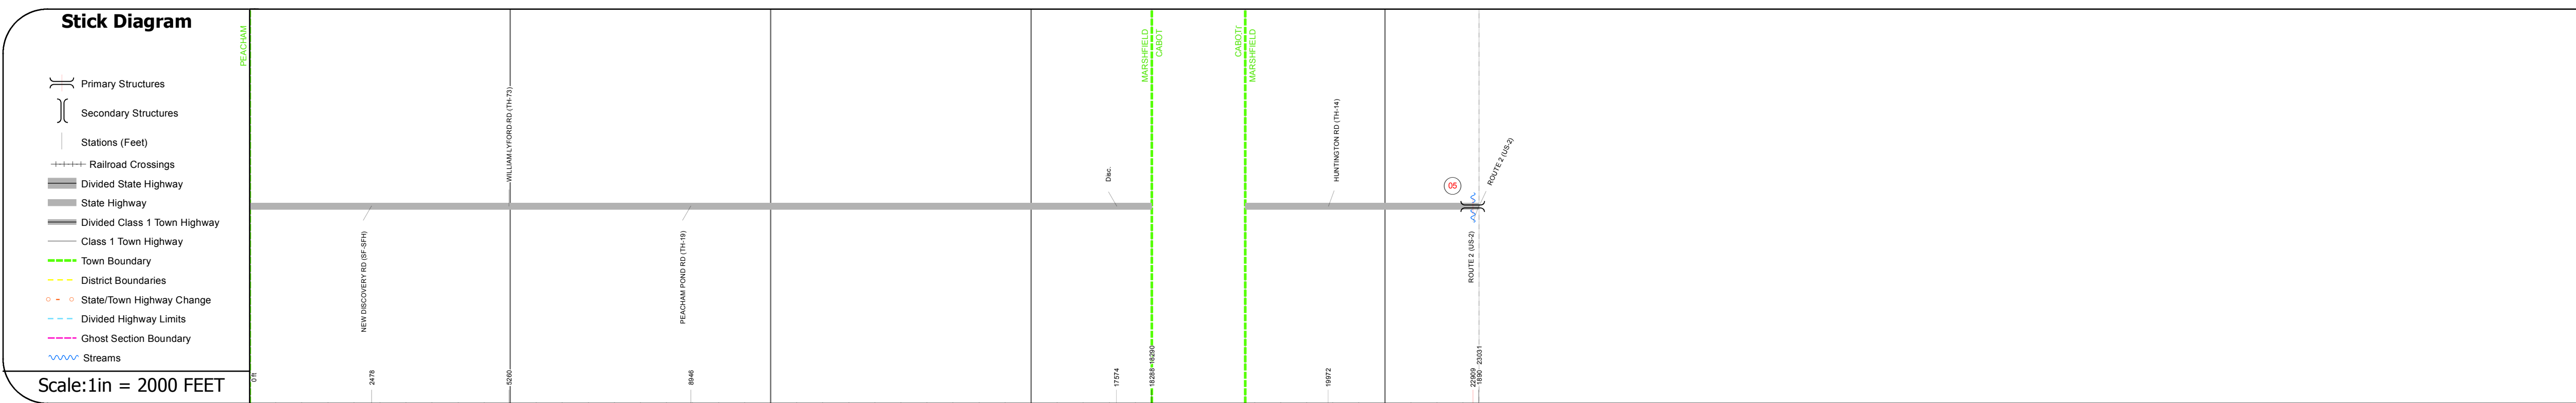 Stick Diagram
Primary Structures
Secondary Structures
Stations (Feet)
Railroad Crossings
Divided State Highway
State Highway
Divided Class 1 Town Highway
Class 1 Town Highway
Town Boundary
District Boundaries
State/Town Highway Change
Divided Highway Limits
Ghost Section Boundary
Streams
Scale:1in = 2000 FEET
PEACHAM
0 ft
NEW DISCOVERY RD (SF-SFH)
2478
WILLIAM LYFORD RD (TH-73)
5260
PEACHAM POND RD (TH-19)
8946
Disc.
17574
MARSHFIELD
CABOT
18288
18290
CABOTr
MARSHFIELD
HUNTINGTON RD (TH-14)
19972
05
ROUTE 2 (US-2)
ROUTE 2 (US-2)
22909
1890
23031